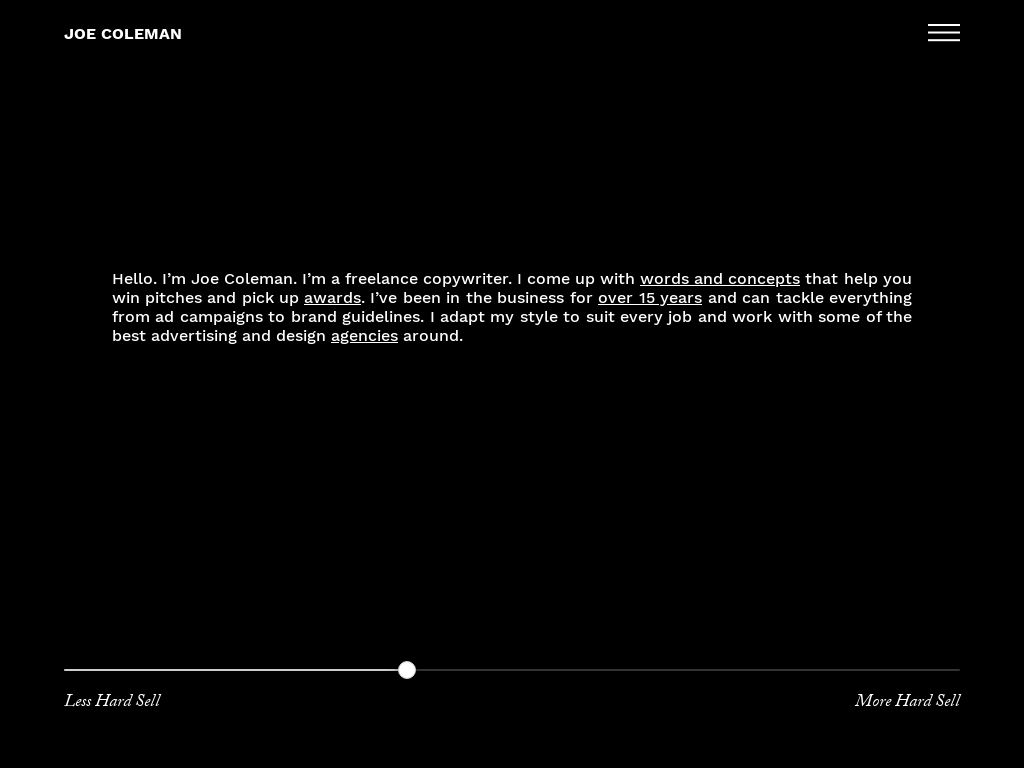 JOE COLEMAN
Hello. I’m Joe Coleman. I’m a freelance copywriter. I come up with words and concepts that help you
win pitches and pick up awards. I’ve been in the business for over 15 years and can tackle everything
from ad campaigns to brand guidelines. I adapt my style to suit every job and work with some of the
best advertising and design agencies around.
Less Hard Sell
More Hard Sell